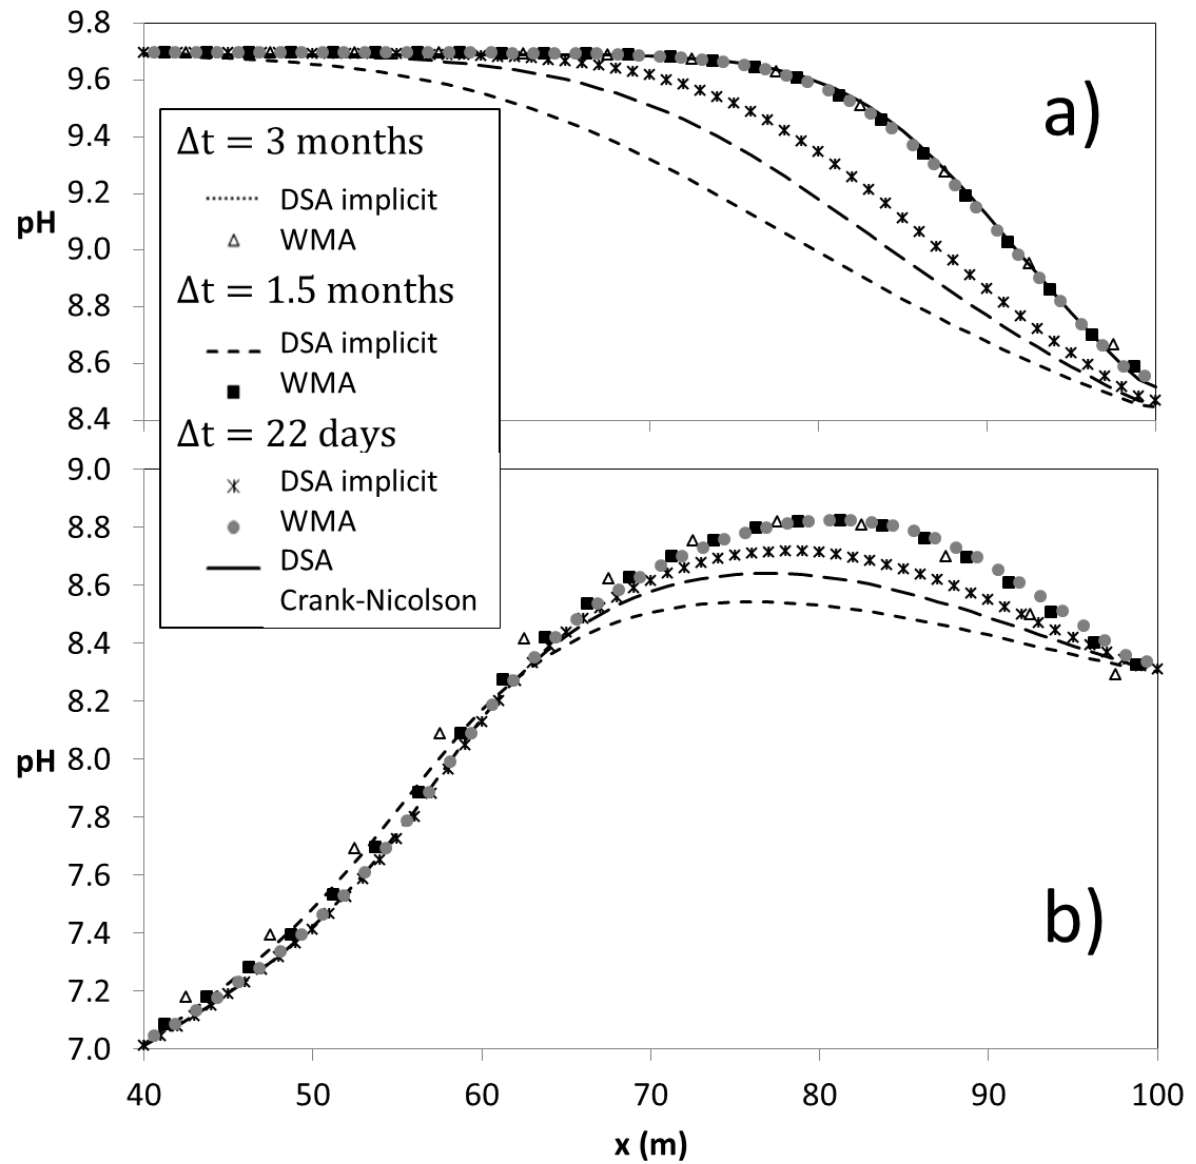 9.8
9.6
9.4
9.2
9.0
8.8
8.6
8.4
pH
a)
Δt = 3 months
DSA implicit
WMA
Δt = 1.5 months
DSA implicit
WMA
Δt = 22 days
DSA implicit
WMA
DSA
Crank-Nicolson
9.0
8.8
8.6
8.4
8.2
8.0
7.8
7.6
7.4
7.2
7.0
pH
b)
40 50 60 70 80 90 100
x (m)